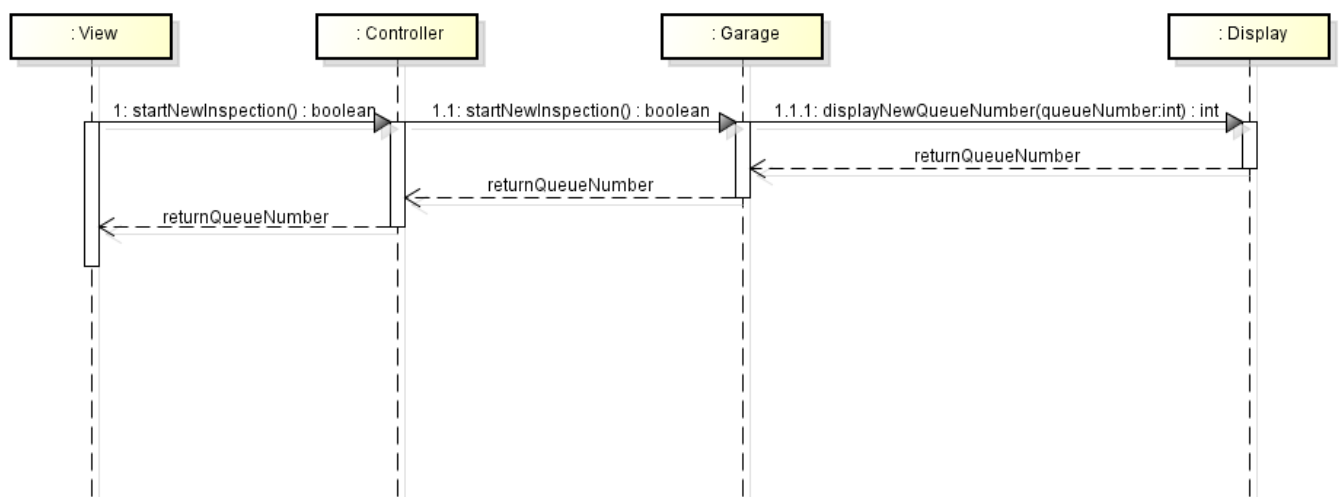 : View
: Controller
: Garage
: Display
1: startNewInspection() : boolean
1.1: startNewInspection() : boolean
1.1.1: displayNewQueueNumber(queueNumber:int) : int
returnQueueNumber
returnQueueNumber
returnQueueNumber